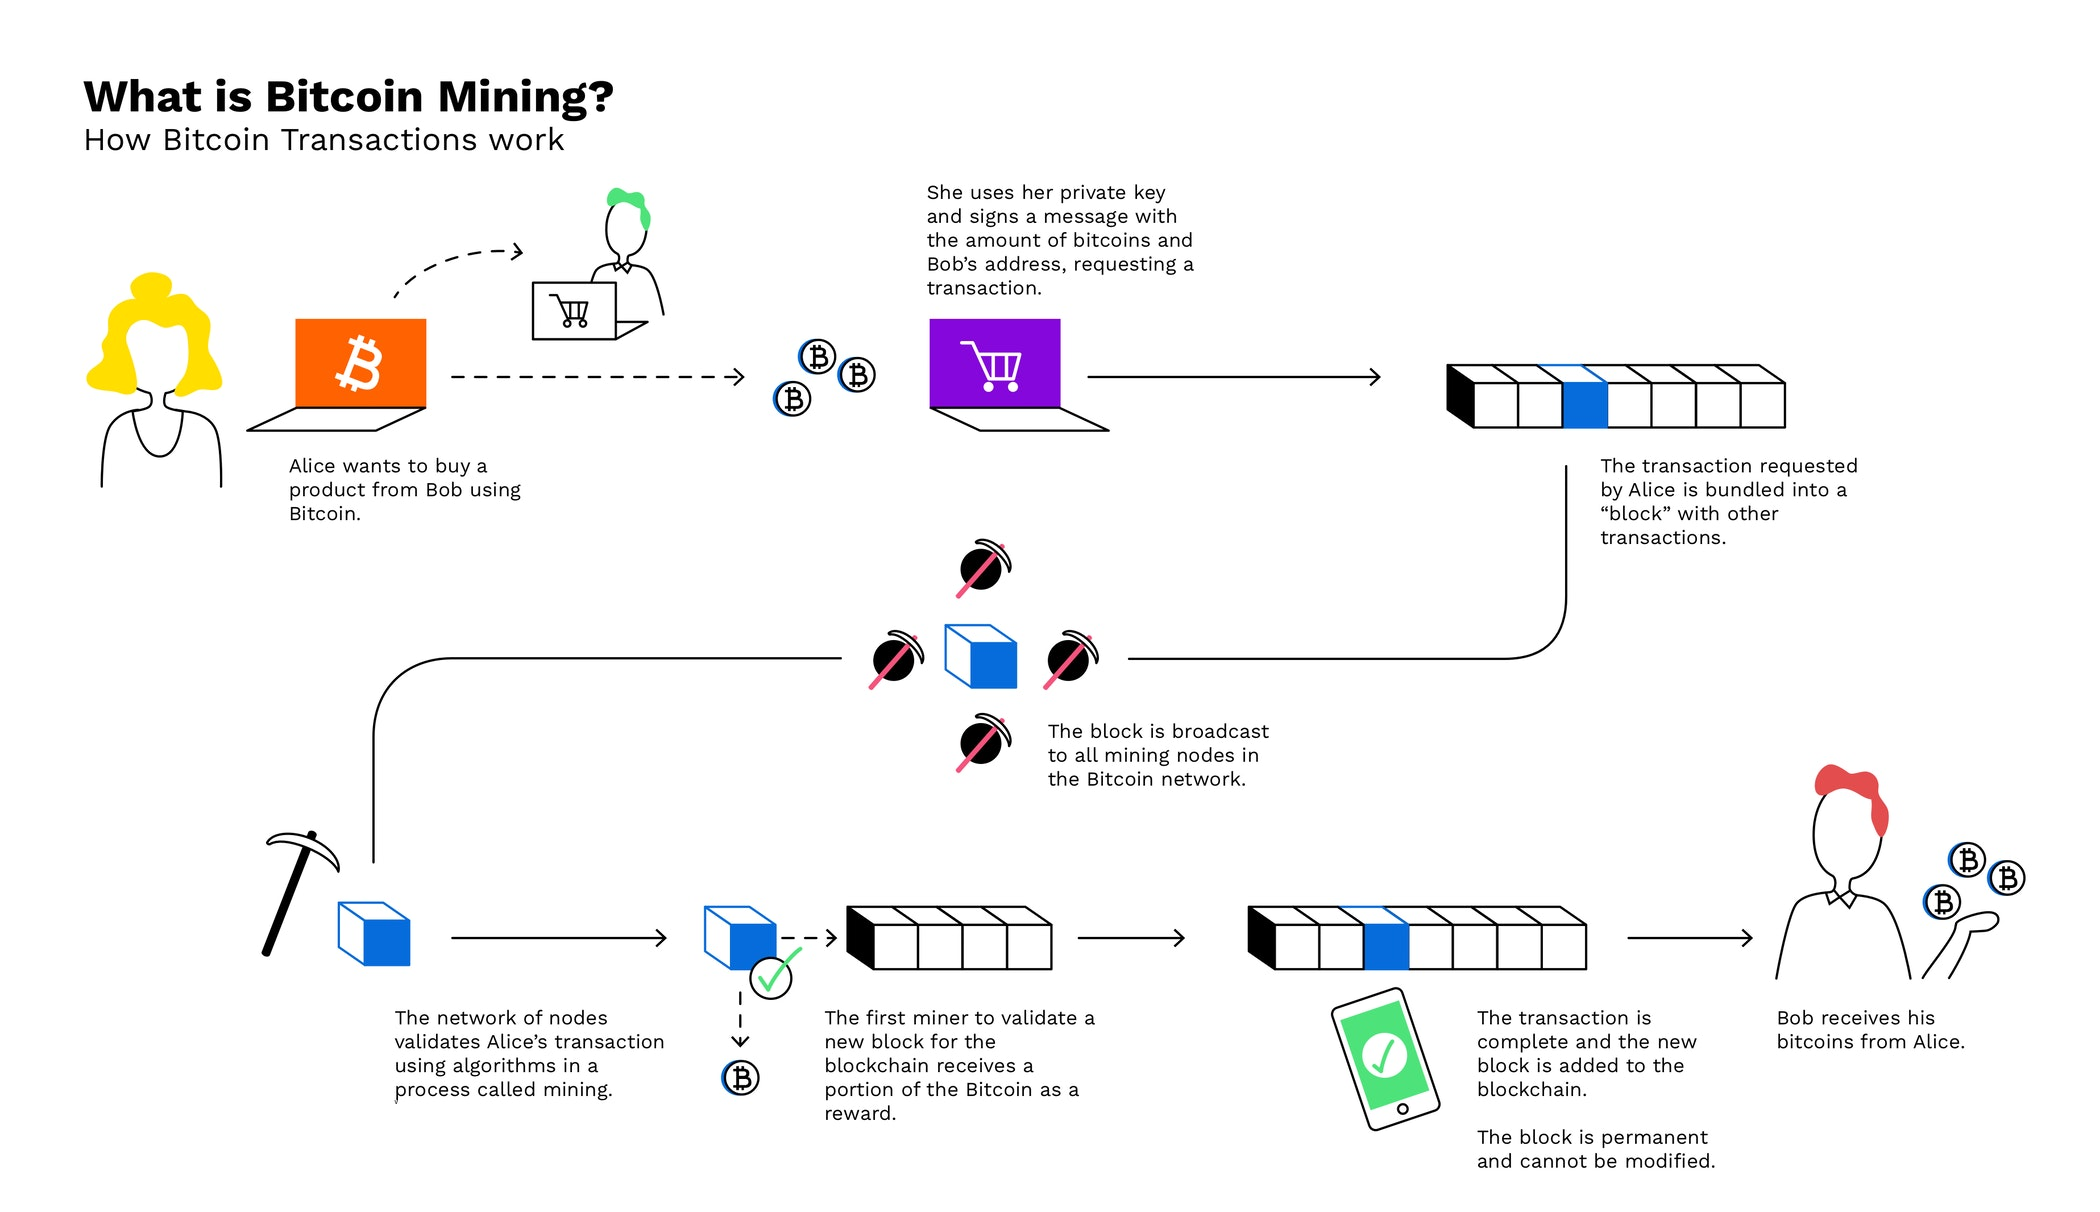 What is Bitcoin Mining?
How Bitcoin Transactions work
She uses her private key
and signs a message with
the amount of bitcoins and
Bob’s address, requesting a
transaction.
Alice wants to buy a
product from Bob using
Bitcoin.
The transaction requested
by Alice is bundled into a
“block” with other
transactions.
The block is broadcast
to all mining nodes in
the Bitcoin network.
The network of nodes
validates Alice’s transaction
using algorithms in a
process called mining.
The first miner to validate a
new block for the
blockchain receives a
portion of the Bitcoin as a
reward.
The transaction is
complete and the new
block is added to the
blockchain.
The block is permanent
and cannot be modified.
Bob receives his
bitcoins from Alice.